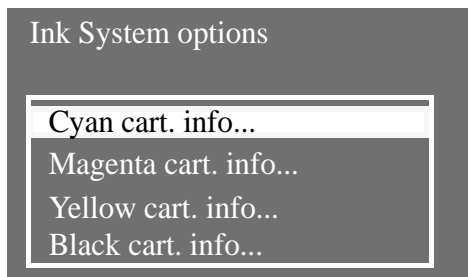 Ink System options
Cyan cart. info...
Magenta cart. info...
Yellow cart. info...
Black cart. info...